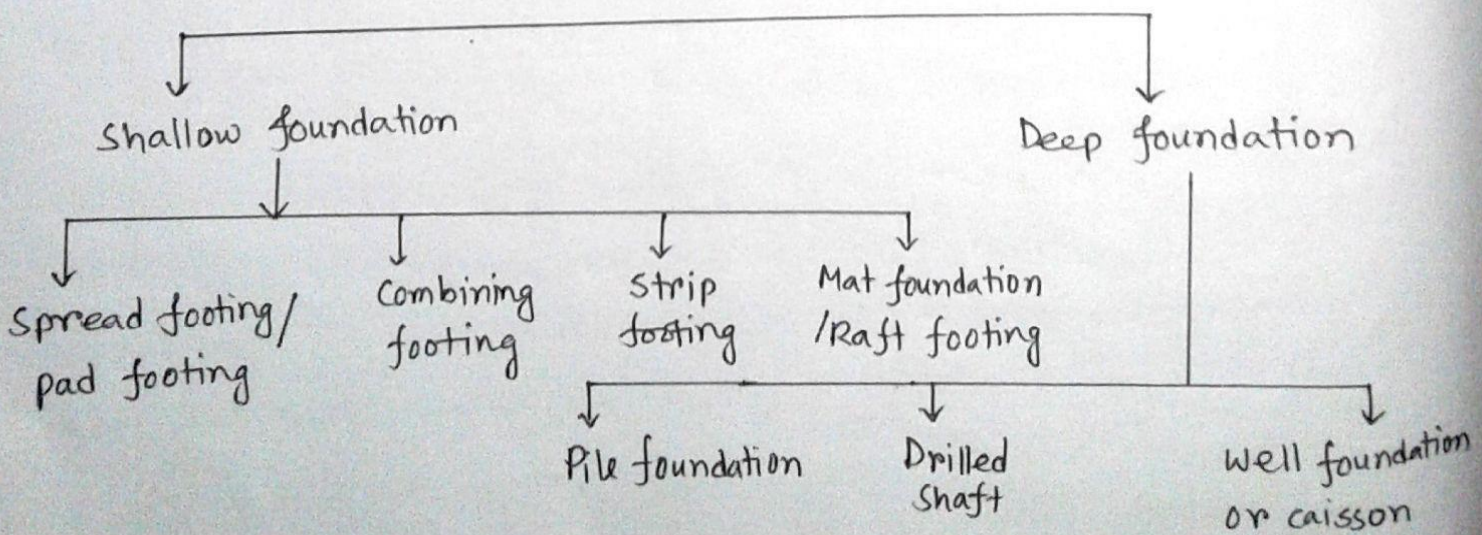 Shallow foundation
Deep foundation
Spread footing/
pad footing
Combining
footing
Strip
footing
Mat foundation
/Raft footing
Pile foundation
Drilled
Shaft
Well foundation
or caisson